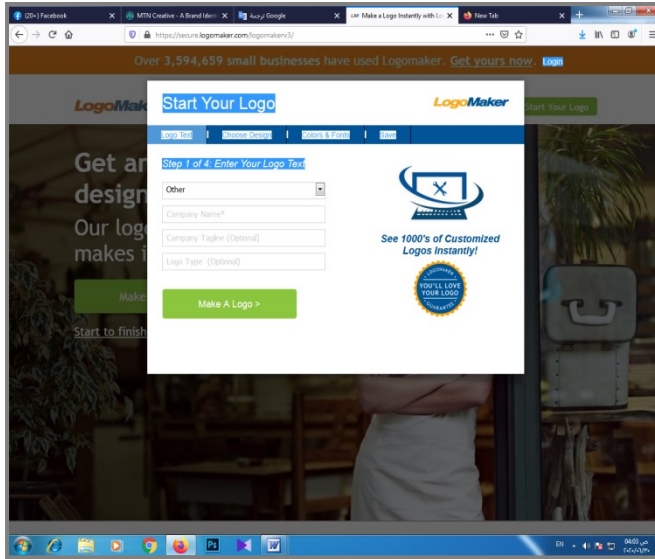 (20+) Facebook
MTN Creative - A Brand Identi
ترجمة Google
Make a Logo Instantly with Lo
New Tab
https://secure.logomaker.com/logomakerv3/
Over 3,594,659 small businesses have used Logomaker. Get yours now. Login
LogoMak
Start Your Logo
LogoMaker
Start Your Logo
Logo Text
Choose Design
Colors & Fonts
Save
Get an
design
Our logo
makes i
Make
Start to finish
Step 1 of 4: Enter Your Logo Text
Other
Company Name*
Company Tagline (Optional)
Logo Type (Optional)
Make A Logo >
See 1000's of Customized
Logos Instantly!
LOGOMAKER
YOU'LL LOVE
YOUR LOGO
GUARANTEE
Ps
W
EN
04:03 ص